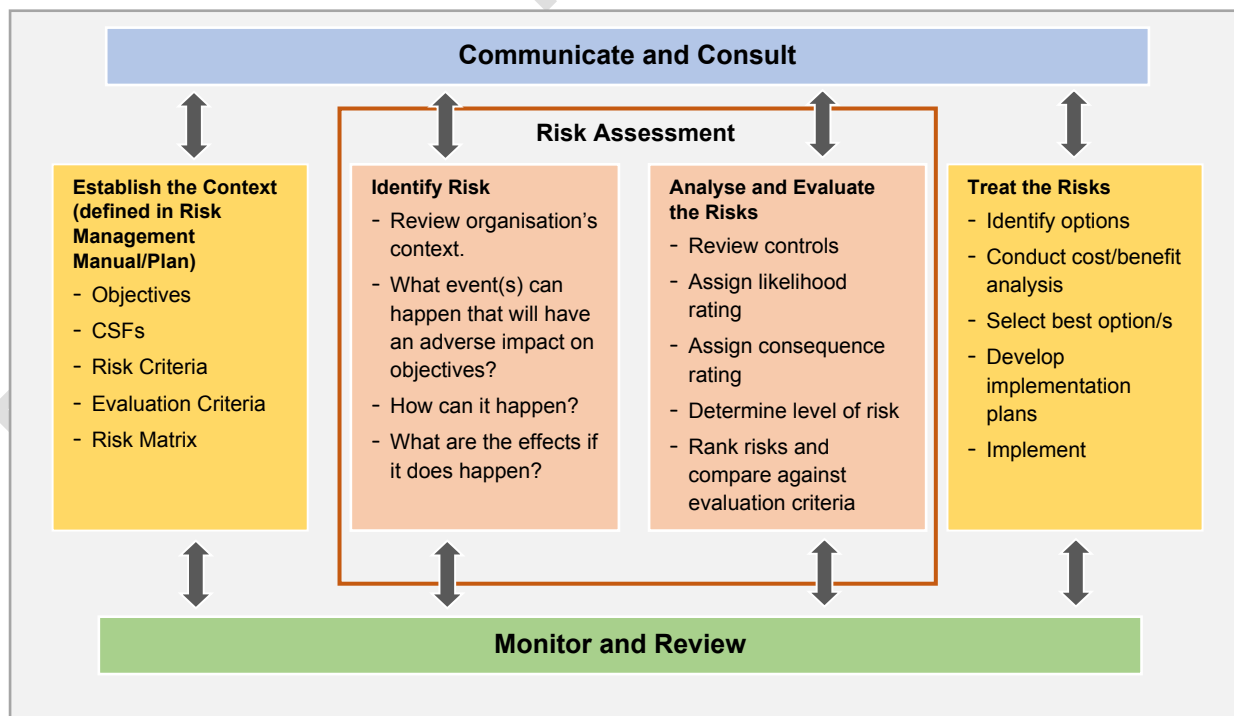 Communicate and Consult
Risk Assessment
Establish the Context
(defined in Risk
Management
Manual/Plan)
- Objectives
- CSFs
- Risk Criteria
- Evaluation Criteria
- Risk Matrix
Identify Risk
- Review organisation’s
context.
- What event(s) can
happen that will have
an adverse impact on
objectives?
- How can it happen?
- What are the effects if
it does happen?
Analyse and Evaluate
the Risks
- Review controls
- Assign likelihood
rating
- Assign consequence
rating
- Determine level of risk
- Rank risks and
compare against
evaluation criteria
Treat the Risks
- Identify options
- Conduct cost/benefit
analysis
- Select best option/s
- Develop
implementation
plans
- Implement
Monitor and Review